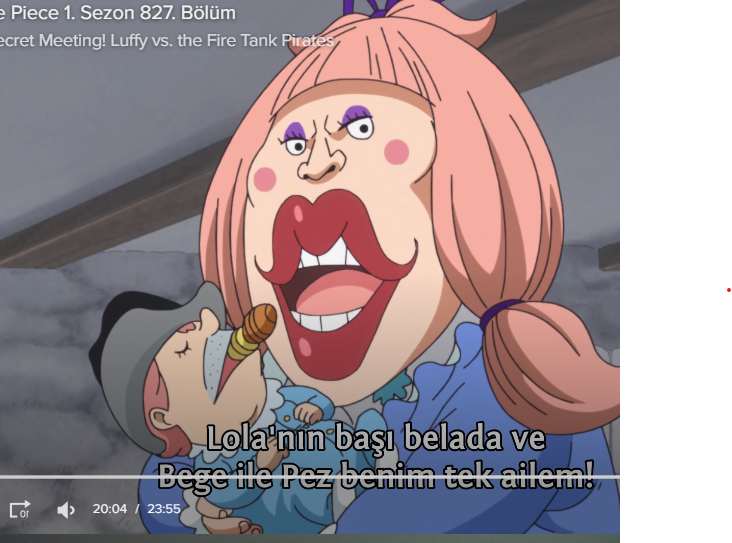 e Piece 1. Sezon 827. Bölüm
ecret Meeting! Luffy vs. the Fire Tank Pirates
Lola'nın başı belada ve
Bege ile Pez benim tek ailem!
20:04 / 23:55